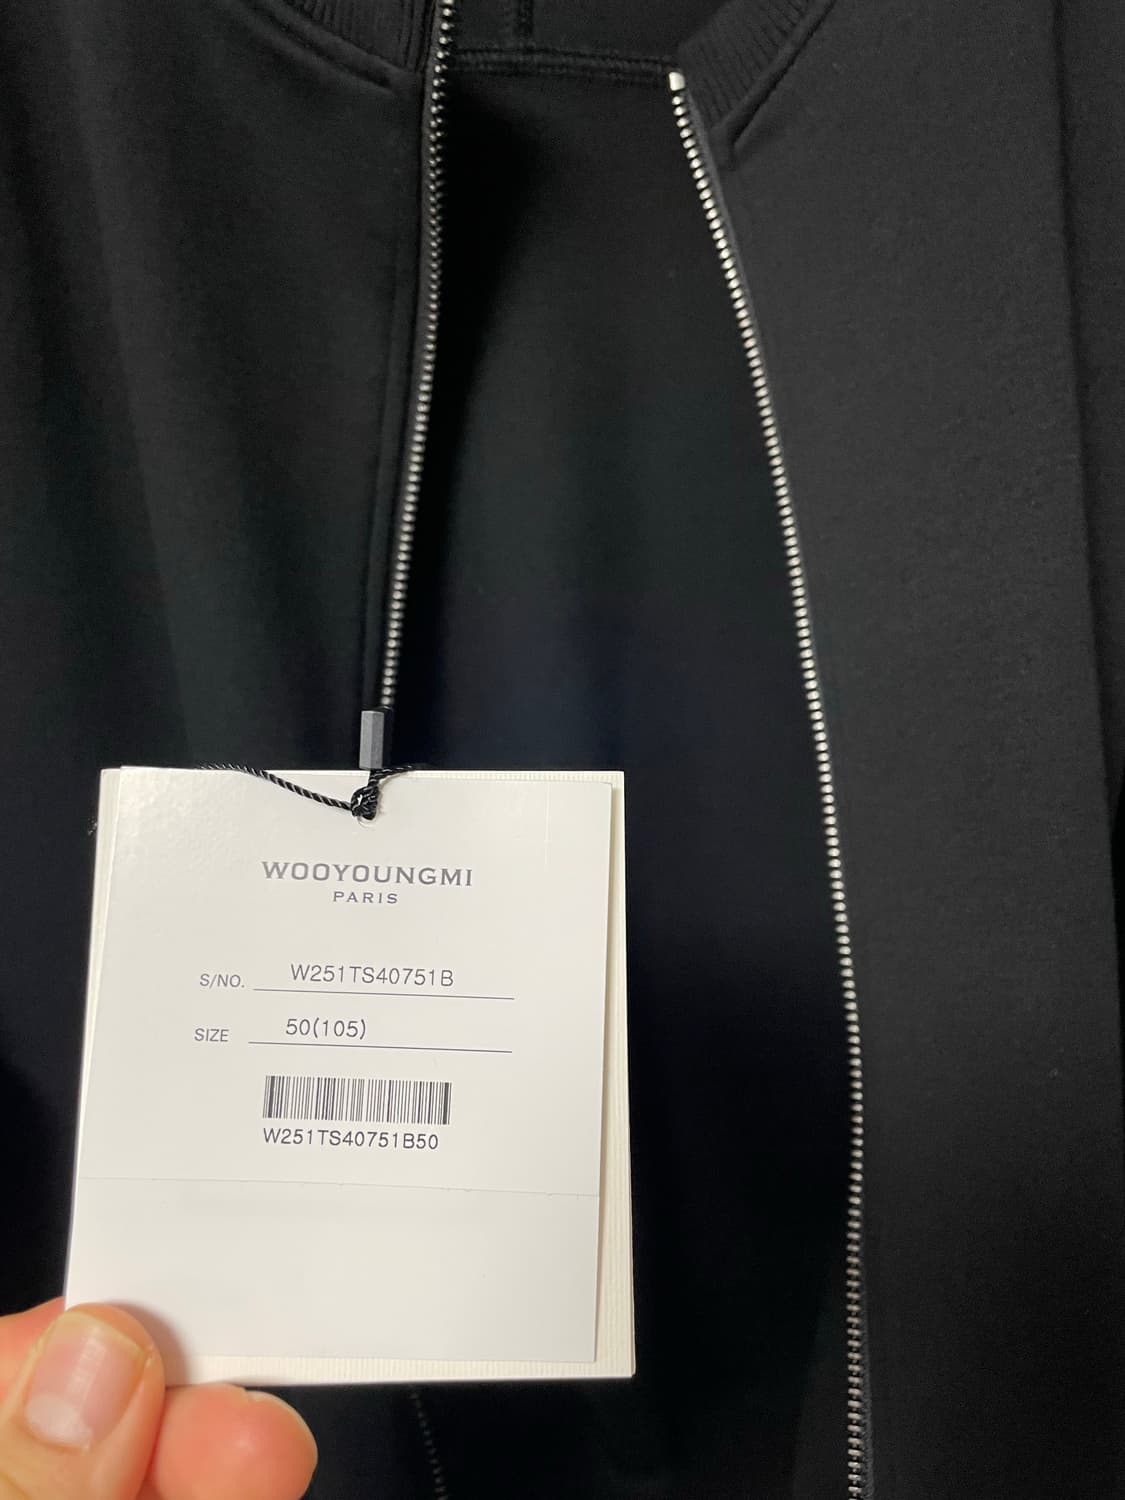 WOOYOUNGMI
PARIS
S/NO. W251TS40751B
SIZE 50(105)
W251TS40751B50